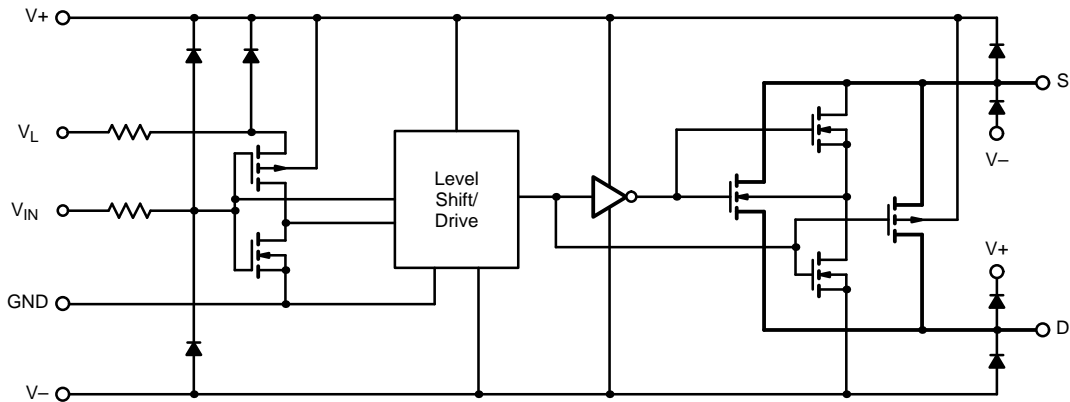 V+
S
VL
V–
Level
Shift/
Drive
VIN
V+
GND
D
V–